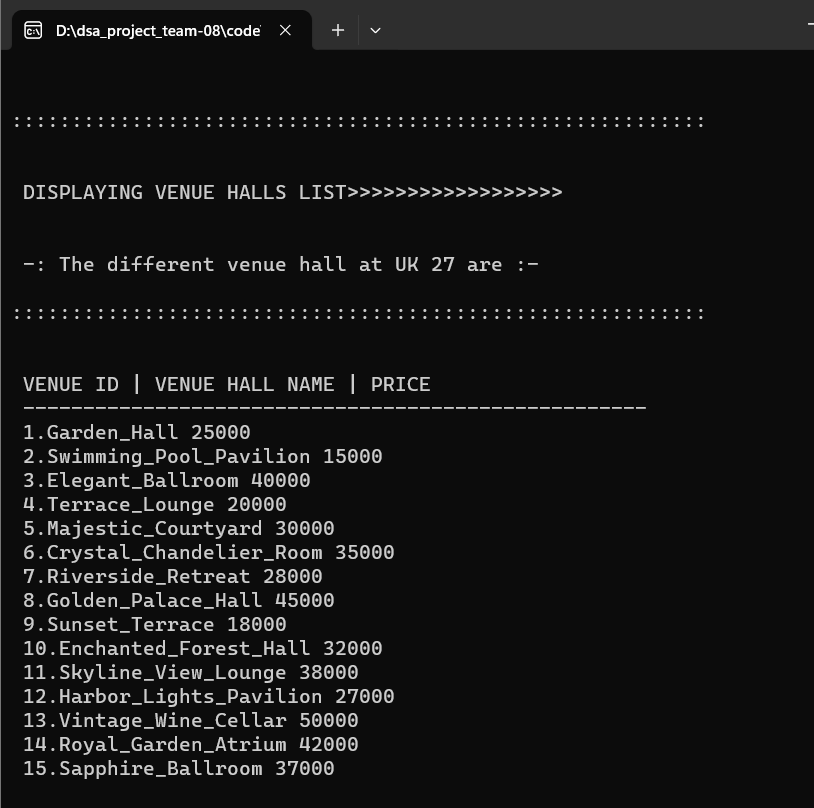 D:\dsa_project_team-08\code\
::::::::::::::::::::::::::::::::::::::::::::::::::::::::::
DISPLAYING VENUE HALLS LIST>>>>>>>>>>>>>>>>>>
-: The different venue hall at UK 27 are :-
::::::::::::::::::::::::::::::::::::::::::::::::::::::::::
VENUE ID | VENUE HALL NAME | PRICE
----------------------------------------------------
1.Garden_Hall 25000
2.Swimming_Pool_Pavilion 15000
3.Elegant_Ballroom 40000
4.Terrace_Lounge 20000
5.Majestic_Courtyard 30000
6.Crystal_Chandelier_Room 35000
7.Riverside_Retreat 28000
8.Golden_Palace_Hall 45000
9.Sunset_Terrace 18000
10.Enchanted_Forest_Hall 32000
11.Skyline_View_Lounge 38000
12.Harbor_Lights_Pavilion 27000
13.Vintage_Wine_Cellar 50000
14.Royal_Garden_Atrium 42000
15.Sapphire_Ballroom 37000